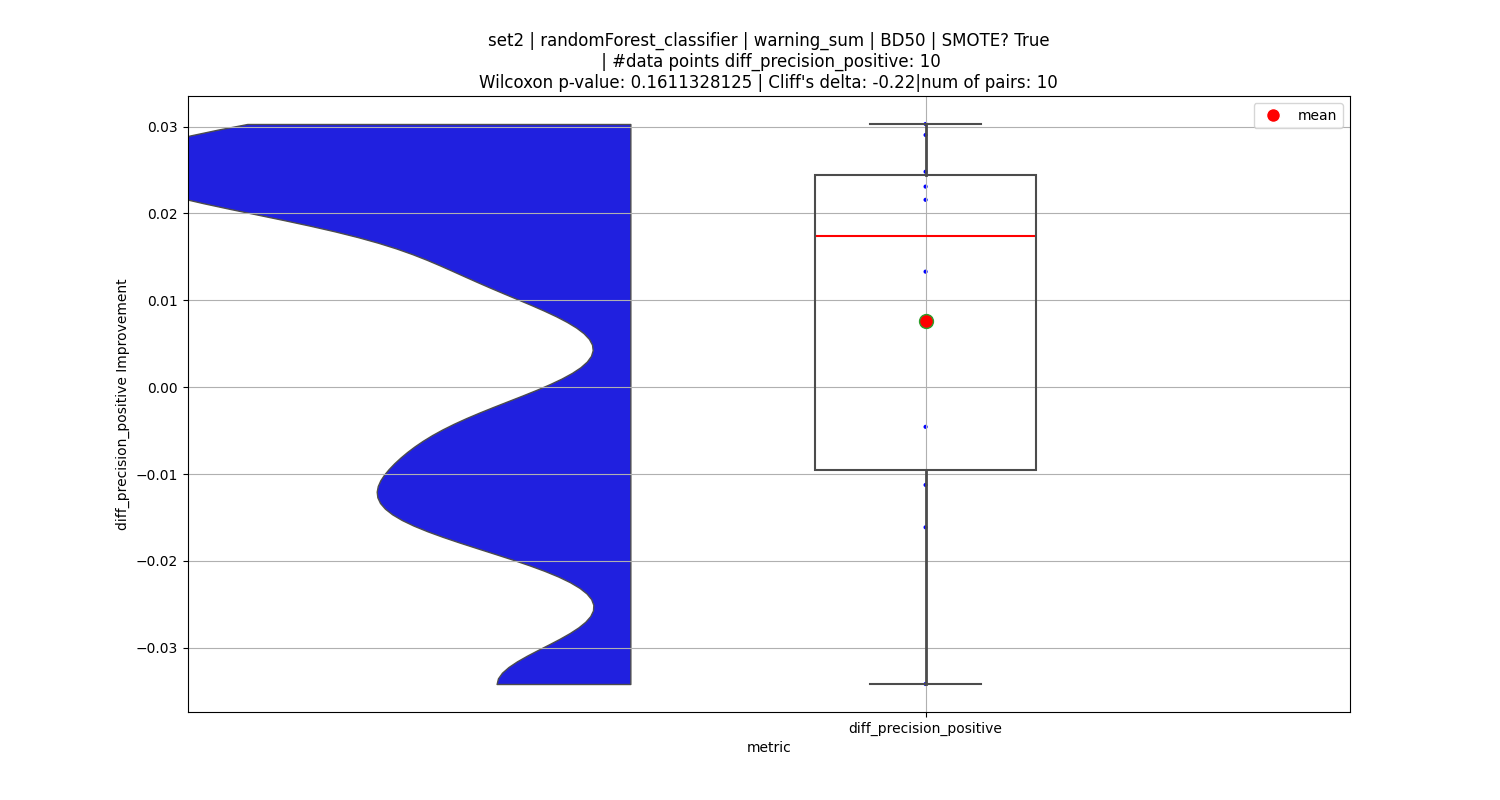 set2 | randomForest_classifier | warning_sum | BD50 | SMOTE? True
| #data points diff_precision_positive: 10
Wilcoxon p-value: 0.1611328125 | Cliff's delta: -0.22|num of pairs: 10
mean
0.03
0.02
0.01
0.00
−0.01
−0.02
−0.03
diff_precision_positive Improvement
diff_precision_positive
metric